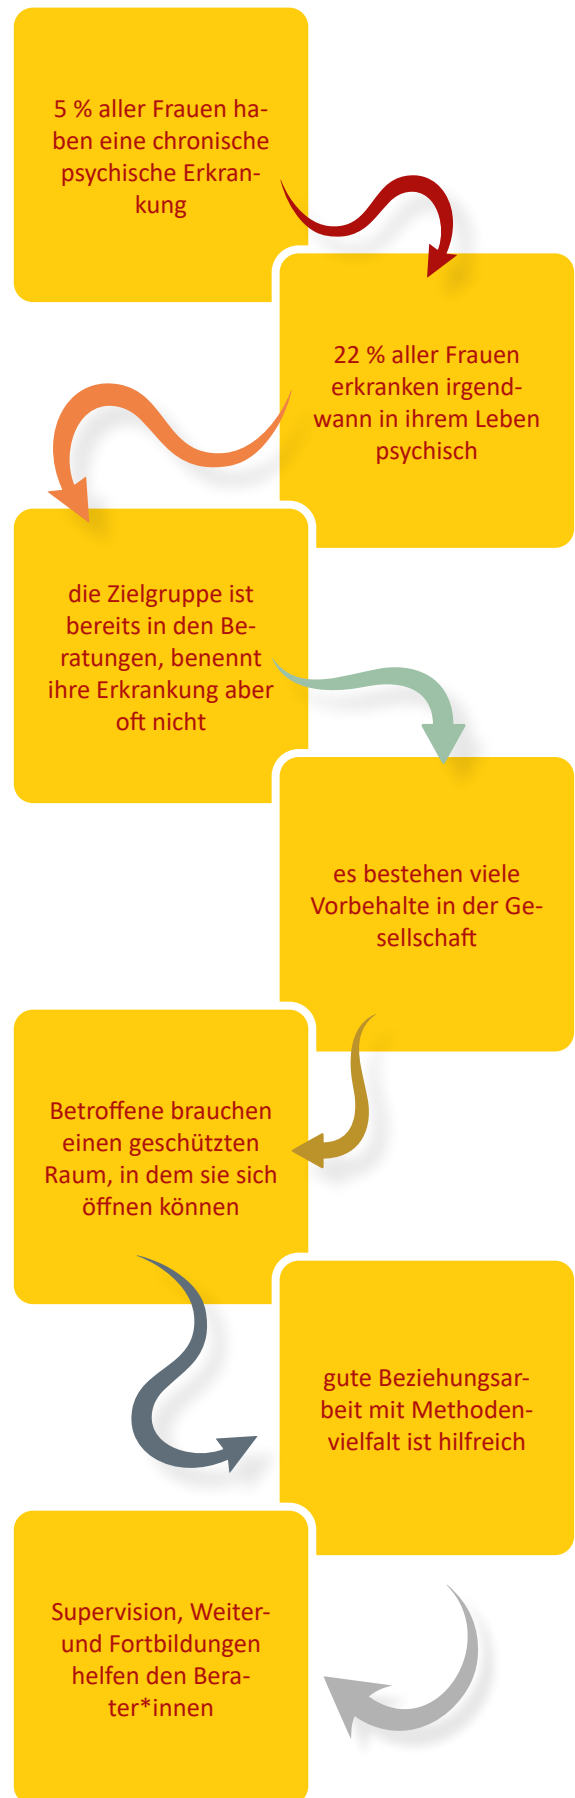 5 % aller Frauen ha-
ben eine chronische
psychische Erkran-
kung
22 % aller Frauen
erkranken irgend-
wann in ihrem Leben
psychisch
die Zielgruppe ist
bereits in den Be-
ratungen, benennt
ihre Erkrankung aber
oft nicht
es bestehen viele
Vorbehalte in der Ge-
sellschaft
Betroffene brauchen
einen geschützten
Raum, in dem sie sich
öffnen können
gute Beziehungsar-
beit mit Methoden-
vielfalt ist hilfreich
Supervision, Weiter-
und Fortbildungen
helfen den Bera-
ter*innen